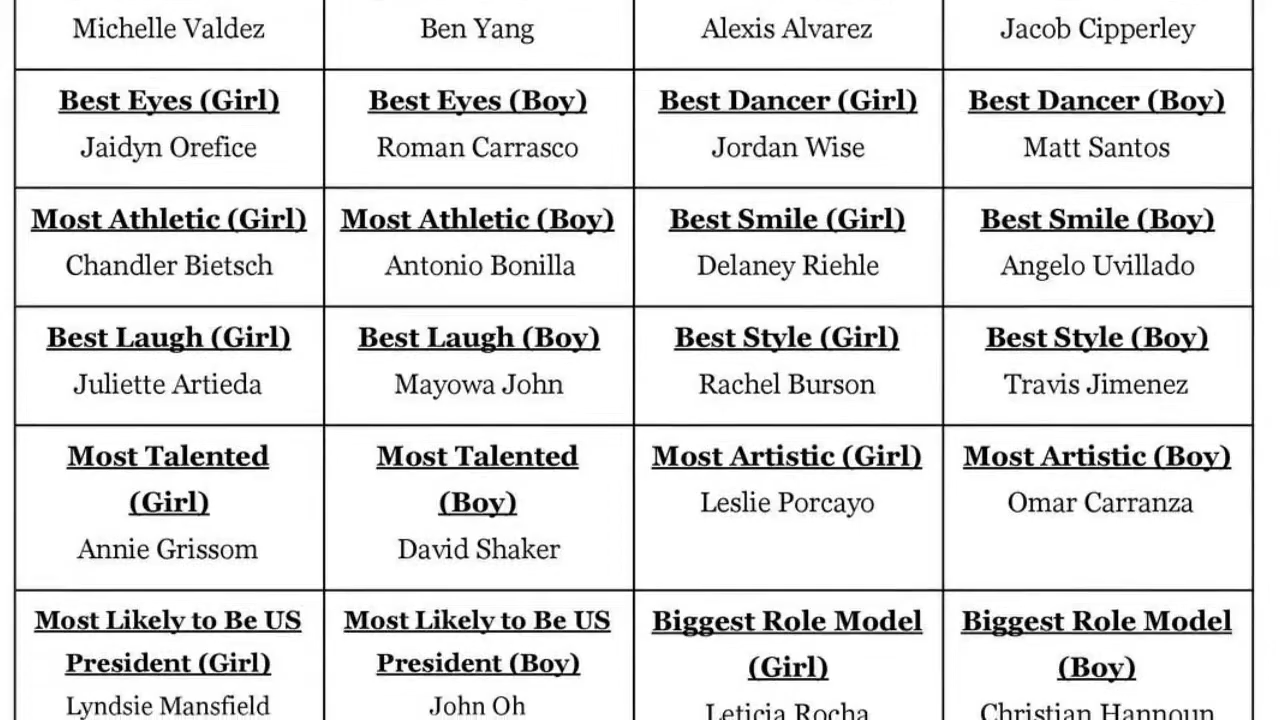 Michelle Valdez
Ben Yang
Alexis Alvarez
Jacob Cipperley
Best Eyes (Girl)
Jaidyn Orefice
Best Eyes (Boy)
Roman Carrasco
Best Dancer (Girl)
Jordan Wise
Best Dancer (Boy)
Matt Santos
Most Athletic (Girl)
Chandler Bietsch
Most Athletic (Boy)
Antonio Bonilla
Best Smile (Girl)
Delaney Riehle
Best Smile (Boy)
Angelo Uvillado
Best Laugh (Girl)
Juliette Artieda
Best Laugh (Boy)
Mayowa John
Best Style (Girl)
Rachel Burson
Best Style (Boy)
Travis Jimenez
Most Talented
(Girl)
Annie Grissom
Most Talented
(Boy)
David Shaker
Most Artistic (Girl)
Leslie Porcayo
Most Artistic (Boy)
Omar Carranza
Most Likely to Be US
President (Girl)
Lyndsie Mansfield
Most Likely to Be US
President (Boy)
John Oh
Biggest Role Model
(Girl)
Leticia Rocha
Biggest Role Model
(Boy)
Christian Hannoun